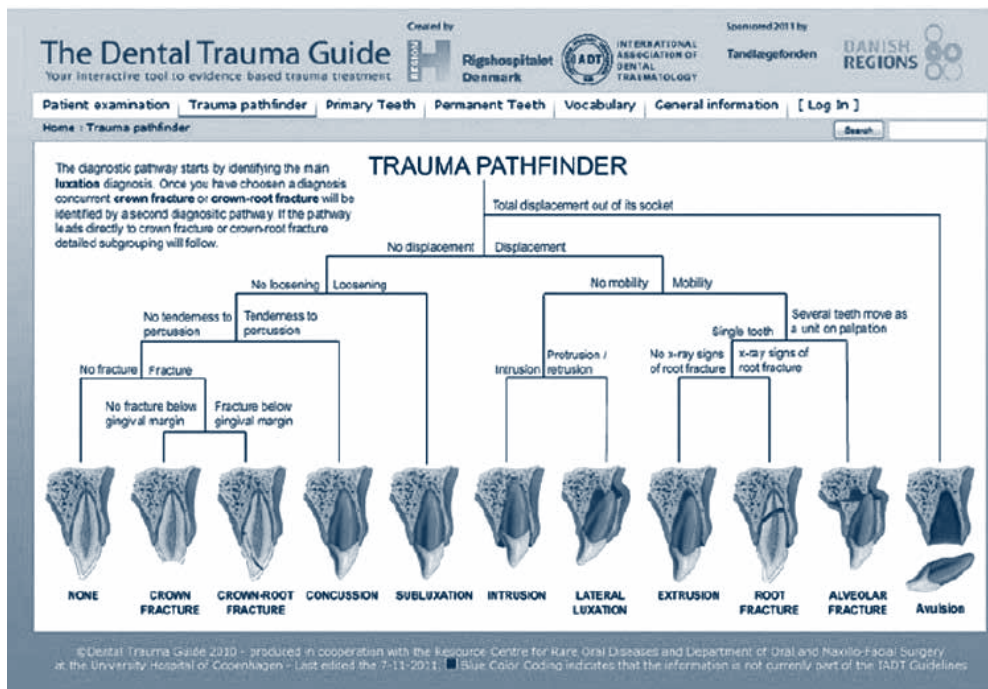 The Dental Trauma Guide
Your interactive tool to evidence based trauma treatment
Created by
REGION
H
Rigshospitalet
Denmark
IADT
INTERNATIONAL
ASSOCIATION OF
DENTAL
TRAUMATOLOGY
Sponsored 2011 by
Tandlægefonden
DANISH
REGIONS
Patient examination
Trauma pathfinder
Primary Teeth
Permanent Teeth
Vocabulary
General information
[ Log In ]
Home : Trauma pathfinder
Search
The diagnostic pathway starts by identifying the main
luxation diagnosis. Once you have choosen a diagnosis
concurrent crown fracture or crown-root fracture will be
identified by a second diagnositic pathway. If the pathway
leads directly to crown fracture or crown-root fracture
detailed subgrouping will follow.
TRAUMA PATHFINDER
Total displacement out of its socket
No displacement
Displacement
No loosening
Loosening
No mobility
Mobility
No tenderness to
percussion
Tenderness to
percussion
Single tooth
Several teeth move as
a unit on palpation
No fracture
Fracture
Intrusion
Protrusion /
retrusion
No x-ray signs
of root fracture
x-ray signs of
root fracture
No fracture below
gingival margin
Fracture below
gingival margin
NONE
CROWN
FRACTURE
CROWN-ROOT
FRACTURE
CONCUSSION
SUBLUXATION
INTRUSION
LATERAL
LUXATION
EXTRUSION
ROOT
FRACTURE
ALVEOLAR
FRACTURE
Avulsion
©Dental Trauma Guide 2010 - produced in cooperation with the Resource Centre for Rare Oral Diseases and Department of Oral and Maxillo-Facial Surgery
at the University Hospital of Copenhagen - Last edited the 7-11-2011. Blue Color Coding indicates that the information is not currently part of the IADT Guidelines